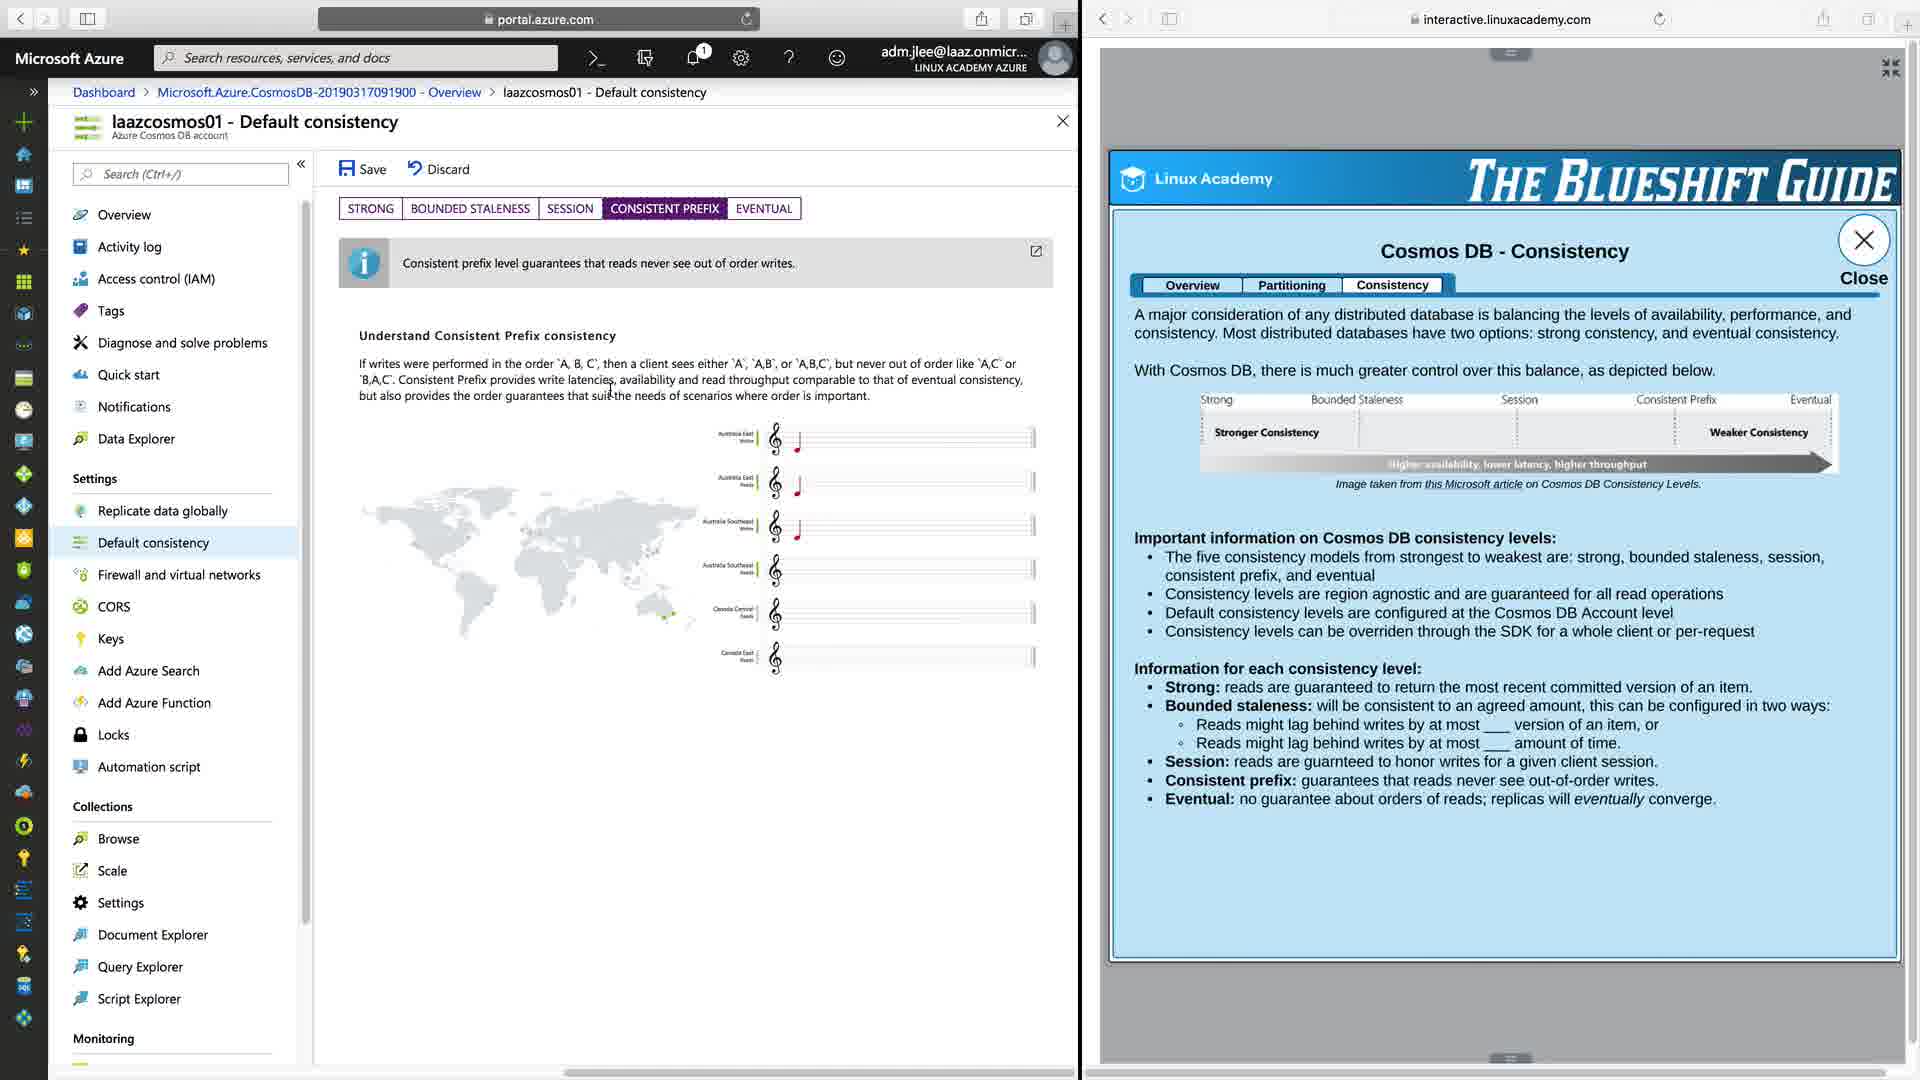 portal.azure.com
Microsoft Azure
Search resources, services, and docs
1
adm.jlee@laaz.onmicr...
LINUX ACADEMY AZURE
Dashboard > Microsoft.Azure.CosmosDB-20190317091900 - Overview > laazcosmos01 - Default consistency
laazcosmos01 - Default consistency
Azure Cosmos DB account
Search (Ctrl+/)
Overview
Activity log
Access control (IAM)
Tags
Diagnose and solve problems
Quick start
Notifications
Data Explorer
Settings
Replicate data globally
Default consistency
Firewall and virtual networks
CORS
Keys
Add Azure Search
Add Azure Function
Locks
Automation script
Collections
Browse
Scale
Settings
Document Explorer
Query Explorer
Script Explorer
Monitoring
Save Discard
STRONG BOUNDED STALENESS SESSION CONSISTENT PREFIX EVENTUAL
Consistent prefix level guarantees that reads never see out of order writes.
Understand Consistent Prefix consistency
If writes were performed in the order `A, B, C`, then a client sees either `A`, `A,B`, or `A,B,C`, but never out of order like `A,C` or
`B,A,C`. Consistent Prefix provides write latencies, availability and read throughput comparable to that of eventual consistency,
but also provides the order guarantees that suit the needs of scenarios where order is important.
Australia East
Writes
Australia East
Reads
Australia Southeast
Writes
Australia Southeast
Reads
Canada Central
Reads
Canada East
Reads
interactive.linuxacademy.com
Linux Academy
THE BLUESHIFT GUIDE
Cosmos DB - Consistency
Close
Overview Partitioning Consistency
A major consideration of any distributed database is balancing the levels of availability, performance, and
consistency. Most distributed databases have two options: strong constency, and eventual consistency.
With Cosmos DB, there is much greater control over this balance, as depicted below.
Strong Bounded Staleness Session Consistent Prefix Eventual
Stronger Consistency Weaker Consistency
Higher availability, lower latency, higher throughput
Image taken from this Microsoft article on Cosmos DB Consistency Levels.
Important information on Cosmos DB consistency levels:
• The five consistency models from strongest to weakest are: strong, bounded staleness, session,
consistent prefix, and eventual
• Consistency levels are region agnostic and are guaranteed for all read operations
• Default consistency levels are configured at the Cosmos DB Account level
• Consistency levels can be overriden through the SDK for a whole client or per-request
Information for each consistency level:
• Strong: reads are guaranteed to return the most recent committed version of an item.
• Bounded staleness: will be consistent to an agreed amount, this can be configured in two ways:
◦ Reads might lag behind writes by at most ___ version of an item, or
◦ Reads might lag behind writes by at most ___ amount of time.
• Session: reads are guarnteed to honor writes for a given client session.
• Consistent prefix: guarantees that reads never see out-of-order writes.
• Eventual: no guarantee about orders of reads; replicas will eventually converge.